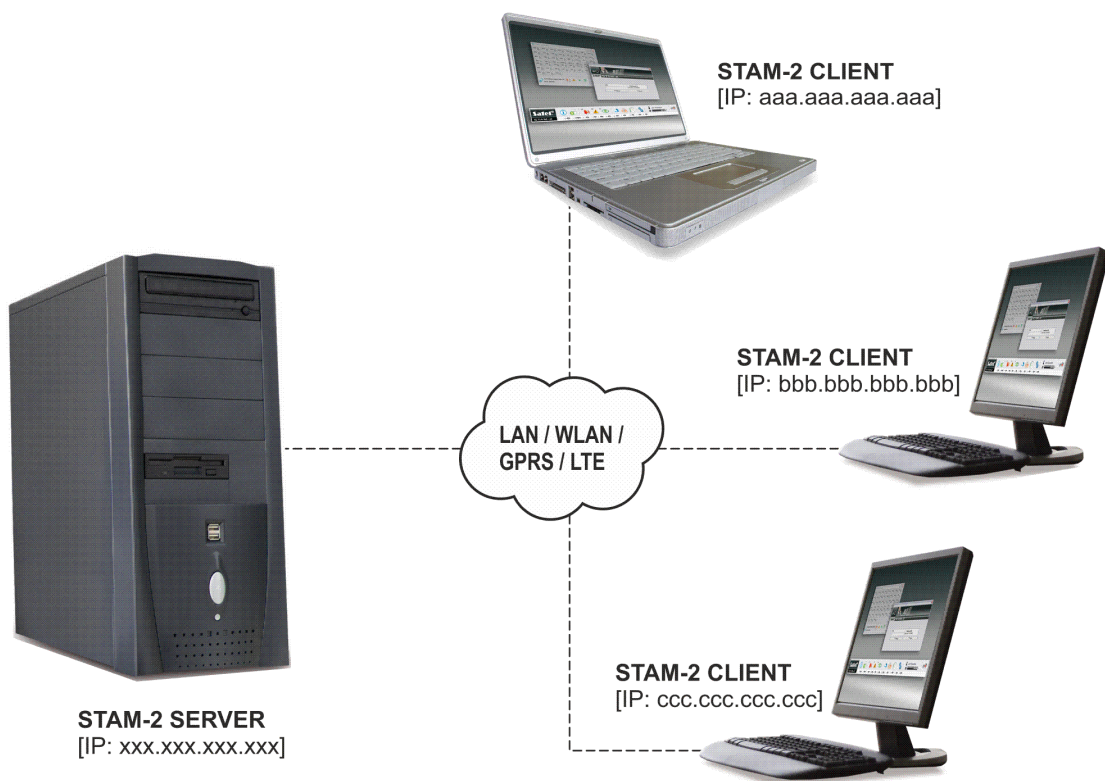 STAM-2 CLIENT
[IP: aaa.aaa.aaa.aaa]
Satel
STAM-2 CLIENT
[IP: bbb.bbb.bbb.bbb]
LAN / WLAN /
GPRS / LTE
STAM-2 CLIENT
[IP: ccc.ccc.ccc.ccc]
STAM-2 SERVER
[IP: xxx.xxx.xxx.xxx]